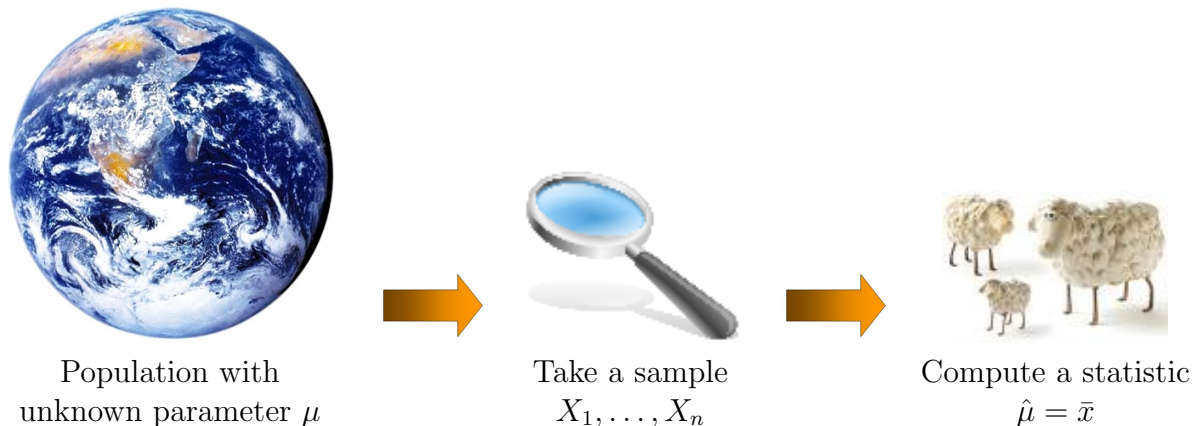 Population with
unknown parameter μ
Take a sample
X₁, . . . , Xₙ
Compute a statistic
μ̂ = x̄